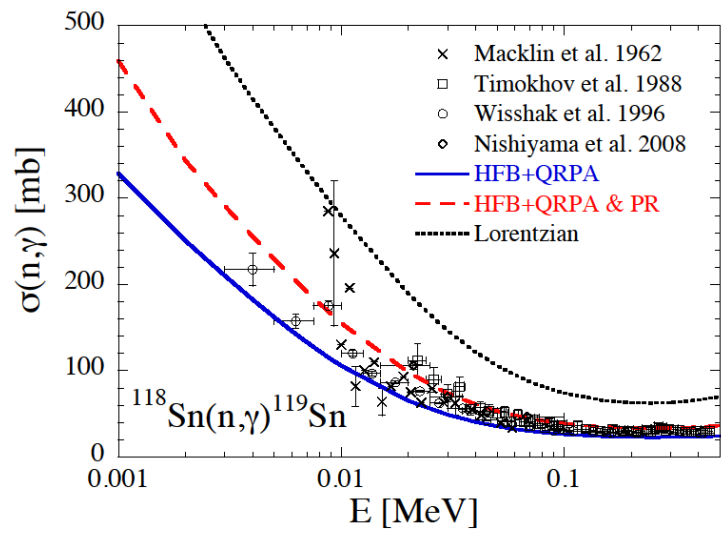 500
400
300
200
100
0
σ(n,γ) [mb]
Macklin et al. 1962
Timokhov et al. 1988
Wisshak et al. 1996
Nishiyama et al. 2008
HFB+QRPA
HFB+QRPA & PR
Lorentzian
¹¹⁸Sn(n,γ)¹¹⁹Sn
0.001 0.01 0.1
E [MeV]